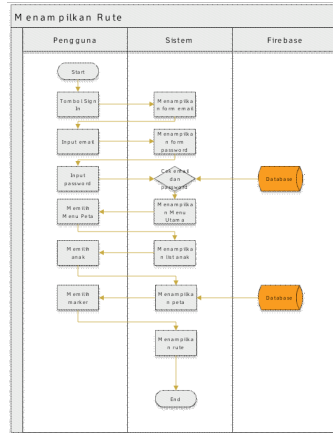 Menampilkan Rute
Pengguna
Sistem
Firebase
Start
Tombol Sign
In
Menampilka
n form email
Input email
Menampilka
n form
password
Input
password
Cek email
dan
password
Database
Memilih
Menu Peta
Menampilka
n Menu
Utama
Memilih
anak
Menampilka
n list anak
Memilih
marker
Menampilka
n peta
Database
Menampilka
n rute
End